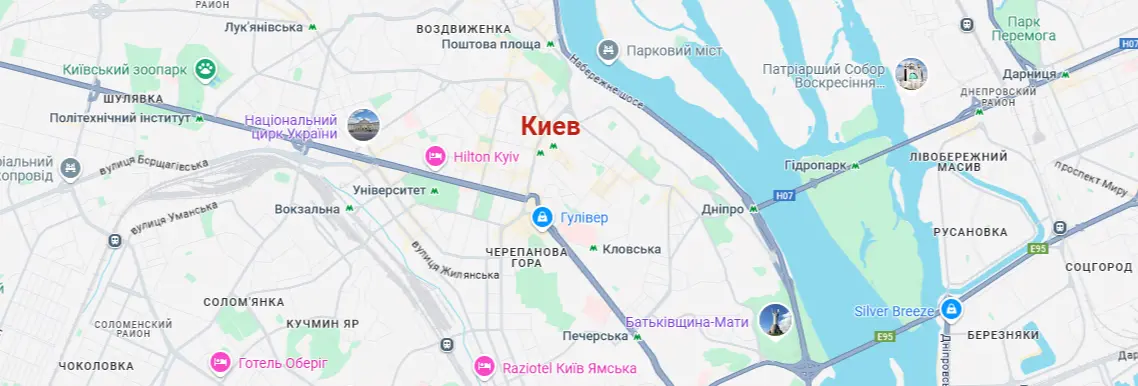 РАЙОН
Лук'янівська
ВОЗДВИЖЕНКА
Поштова площа
Парковий міст
Парк
Перемога
H07
Набережне шосе
Київський зоопарк
Патріарший Собор
Воскресіння...
Дарниця
ДНЕПРОВСКИЙ
РАЙОН
ШУЛЯВКА
Політехнічний інститут
Національний
цирк України
Киев
Hilton Kyiv
вулиця Борщагівська
Гідропарк
ЛІВОБЕРЕЖНИЙ
МАСИВ
проспект Миру
Університет
H07
Вокзальна
вулиця Уманська
Гулівер
Дніпро
РУСАНОВКА
E95
ЧЕРЕПАНОВА
ГОРА
Кловська
вулиця Жилянська
СОЦГОРОД
СОЛОМ'ЯНКА
Батьківщина-Мати
Silver Breeze
СОЛОМЕНСКИЙ
РАЙОН
КУЧМИН ЯР
Печерська
E95
БЕРЕЗНЯКИ
ЧОКОЛОВКА
Готель Оберіг
Raziotel Київ Ямська